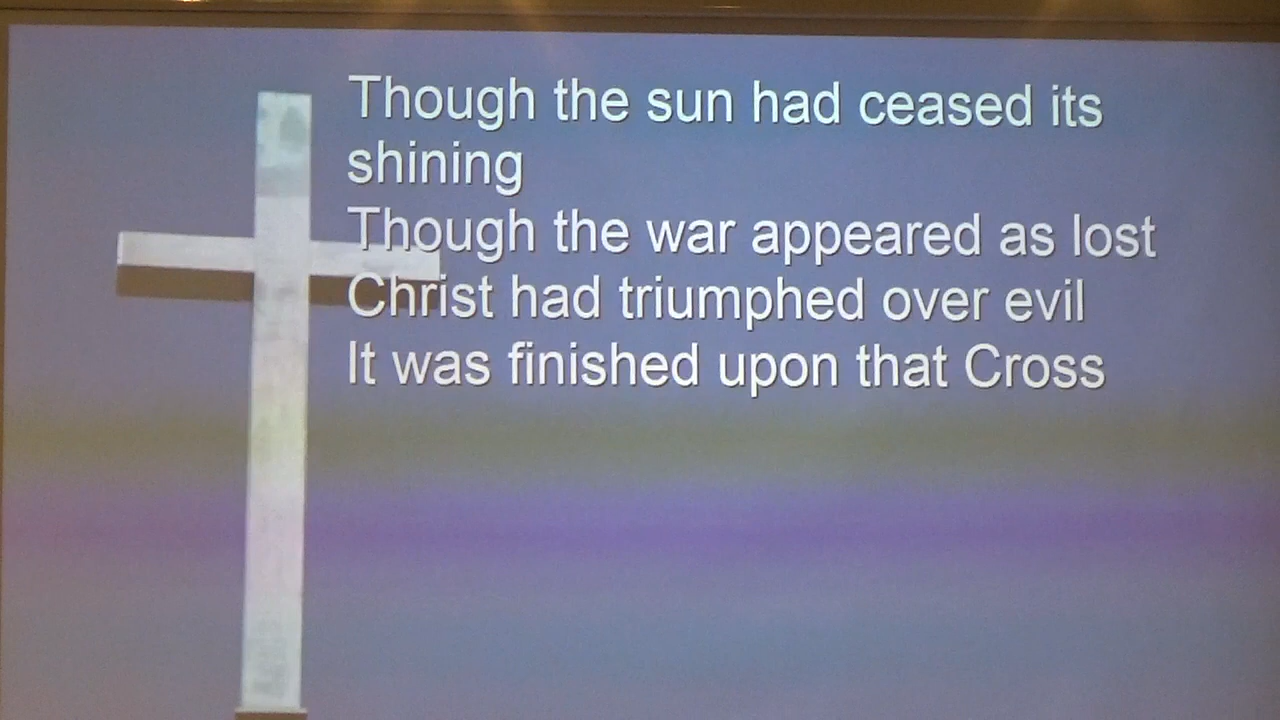 Though the sun had ceased its
shining
Though the war appeared as lost
Christ had triumphed over evil
It was finished upon that Cross